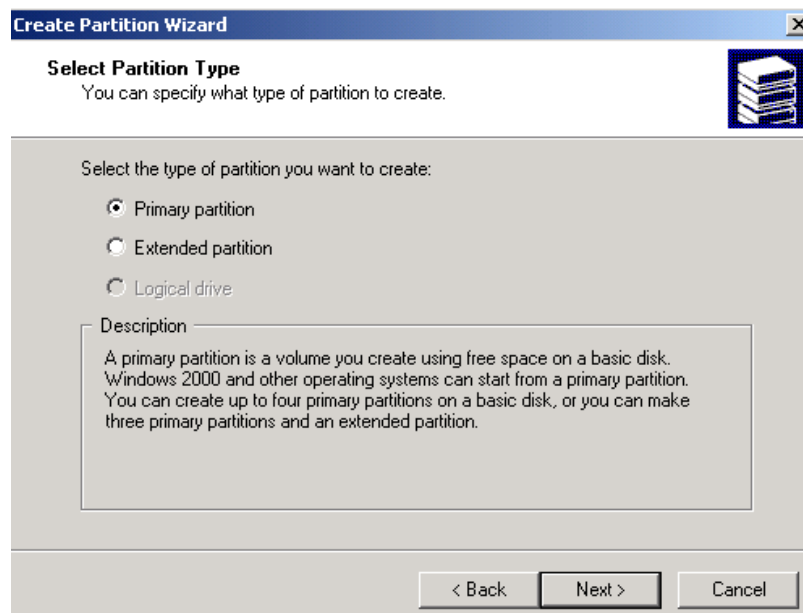 Create Partition Wizard
Select Partition Type
You can specify what type of partition to create.
Select the type of partition you want to create:
Primary partition
Extended partition
Logical drive
Description
A primary partition is a volume you create using free space on a basic disk.
Windows 2000 and other operating systems can start from a primary partition.
You can create up to four primary partitions on a basic disk, or you can make
three primary partitions and an extended partition.
< Back Next > Cancel